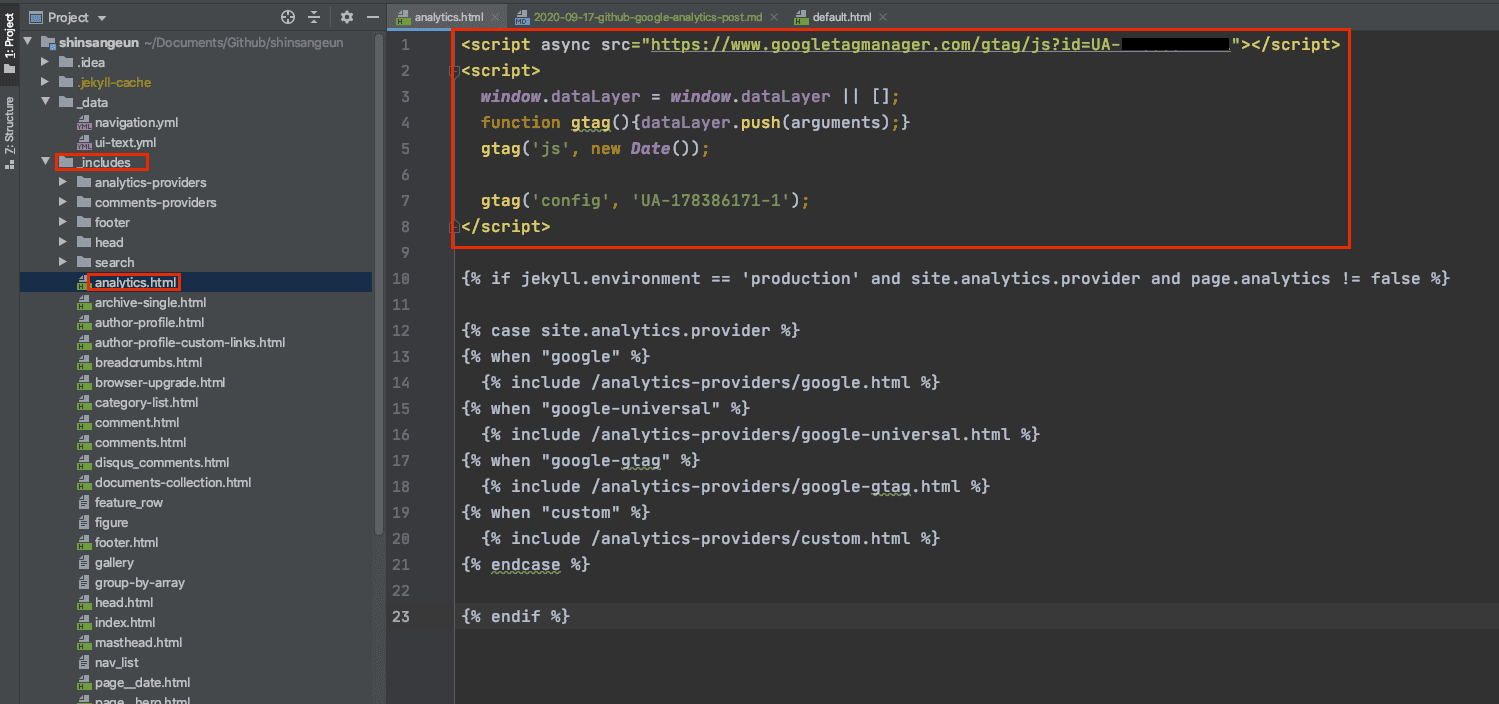 Project
1: Project
Z: Structure
shinsangeun ~/Documents/Github/shinsangeun
.idea
.jekyll-cache
_data
navigation.yml
ui-text.yml
_includes
analytics-providers
comments-providers
footer
head
search
analytics.html
archive-single.html
author-profile.html
author-profile-custom-links.html
breadcrumbs.html
browser-upgrade.html
category-list.html
comment.html
comments.html
disqus_comments.html
documents-collection.html
feature_row
figure
footer.html
gallery
group-by-array
head.html
index.html
masthead.html
nav_list
page__date.html
page__hero.html
analytics.html
2020-09-17-github-google-analytics-post.md
default.html
1 <script async src="https://www.googletagmanager.com/gtag/js?id=UA-"></script>
2 <script>
3 window.dataLayer = window.dataLayer || [];
4 function gtag(){dataLayer.push(arguments);}
5 gtag('js', new Date());
6
7 gtag('config', 'UA-178386171-1');
8 </script>
9
10 {% if jekyll.environment == 'production' and site.analytics.provider and page.analytics != false %}
11
12 {% case site.analytics.provider %}
13 {% when "google" %}
14 {% include /analytics-providers/google.html %}
15 {% when "google-universal" %}
16 {% include /analytics-providers/google-universal.html %}
17 {% when "google-gtag" %}
18 {% include /analytics-providers/google-gtag.html %}
19 {% when "custom" %}
20 {% include /analytics-providers/custom.html %}
21 {% endcase %}
22
23 {% endif %}